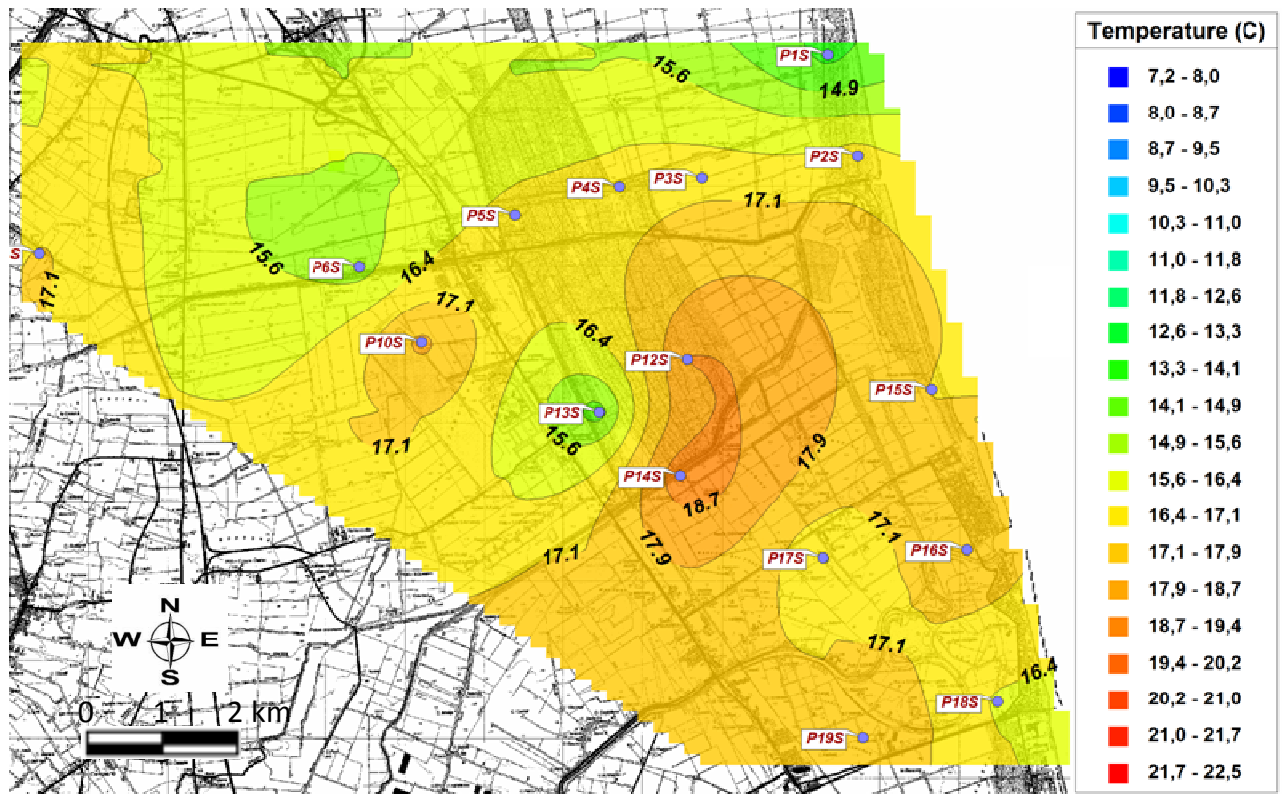 Temperature (C)
7,2 - 8,0
8,0 - 8,7
8,7 - 9,5
9,5 - 10,3
10,3 - 11,0
11,0 - 11,8
11,8 - 12,6
12,6 - 13,3
13,3 - 14,1
14,1 - 14,9
14,9 - 15,6
15,6 - 16,4
16,4 - 17,1
17,1 - 17,9
17,9 - 18,7
18,7 - 19,4
19,4 - 20,2
20,2 - 21,0
21,0 - 21,7
21,7 - 22,5
P1S
15.6
14.9
P2S
P3S
P4S
17.1
P5S
S
15.6
P6S
16.4
17.1
17.1
P10S
16.4
P12S
P15S
P13S
15.6
17.1
17.9
P14S
18.7
17.1
17.9
17.1
P16S
P17S
17.1
16.4
P18S
P19S
N
W E
S
0 1 2 km